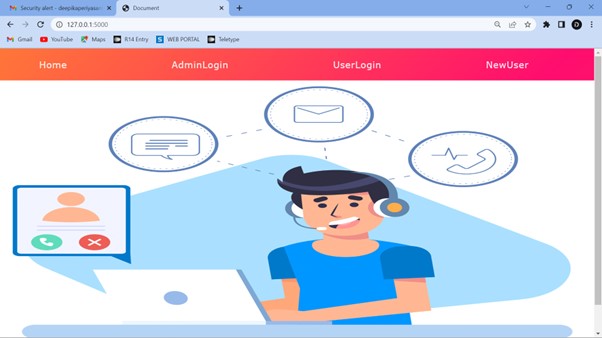 Security alert - deepikaperiyasa
Document
127.0.0.1:5000
Gmail YouTube Maps R14 Entry WEB PORTAL Teletype
Home AdminLogin UserLogin NewUser